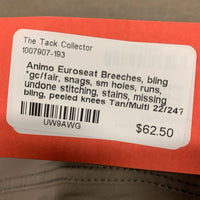 The Tack Collector
1007907-193
Animo Euroseat Breeches, bling
*gc/fair, snags, sm holes, runs,
undone stitching, stains, missing
bling, peeled knees Tan/Multi 22/24?
UW9AWG
$62.50